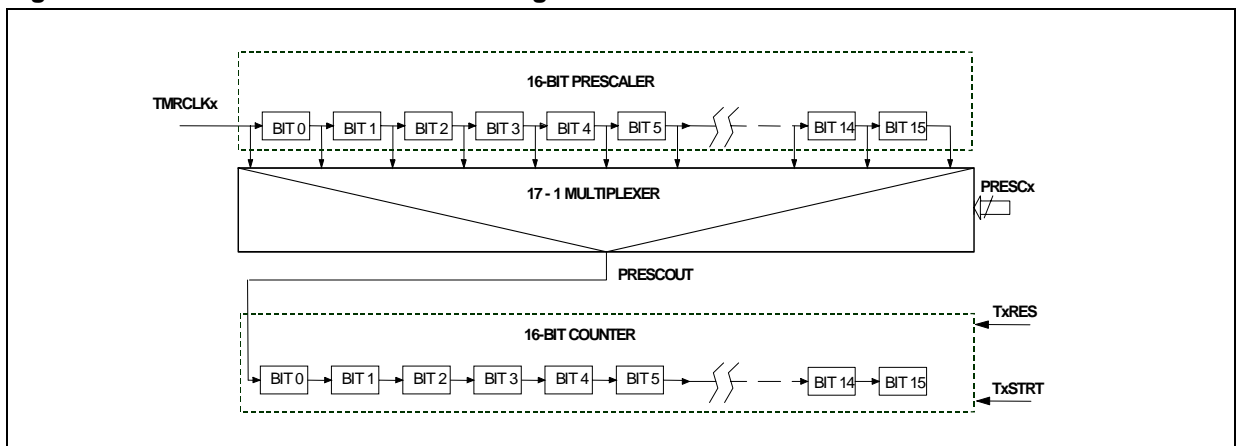 16-BIT PRESCALER
TMRCLKx
BIT 0 BIT 1 BIT 2 BIT 3 BIT 4 BIT 5 BIT 14 BIT 15
17 - 1 MULTIPLEXER
PRESCx
PRESCOUT
TxRES
16-BIT COUNTER
BIT 0 BIT 1 BIT 2 BIT 3 BIT 4 BIT 5 BIT 14 BIT 15
TxSTRT